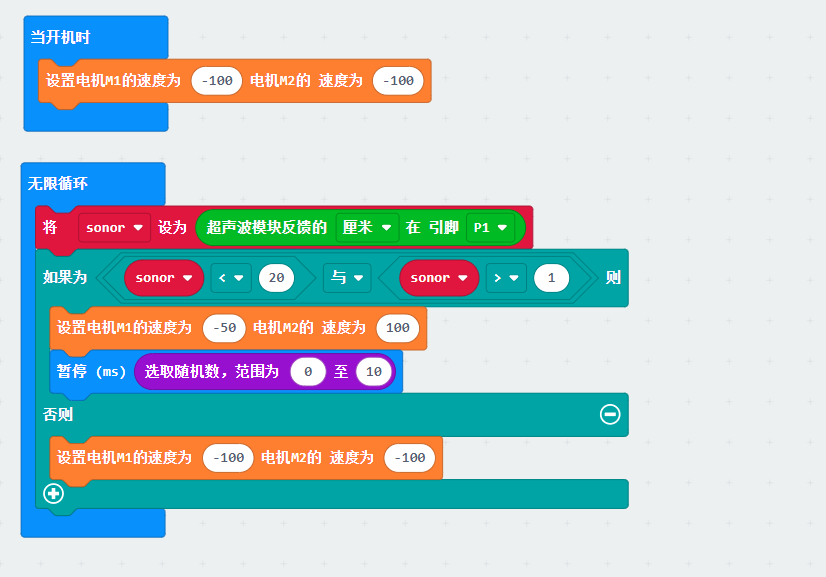 当开机时
设置电机M1的速度为 -100 电机M2的 速度为 -100
无限循环
将 sonor 设为 超声波模块反馈的 厘米 在 引脚 P1
如果为 sonor < 20 与 sonor > 1 则
设置电机M1的速度为 -50 电机M2的 速度为 100
暂停 (ms) 选取随机数，范围为 0 至 10
否则
设置电机M1的速度为 -100 电机M2的 速度为 -100